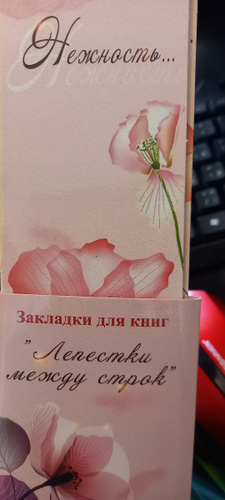 Нежность...
Нежность
Закладки для книг
"Лепестки
между строк"